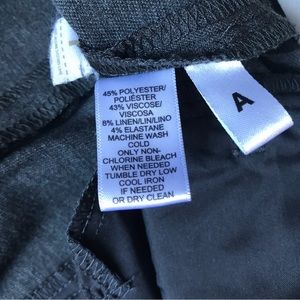 45% POLYESTER/
POLIÉSTER
43% VISCOSE/
VISCOSA
8% LINEN/LIN/LINO
4% ELASTANE
MACHINE WASH
COLD
ONLY NON-
CHLORINE BLEACH
WHEN NEEDED
TUMBLE DRY LOW
COOL IRON
IF NEEDED
OR DRY CLEAN
A